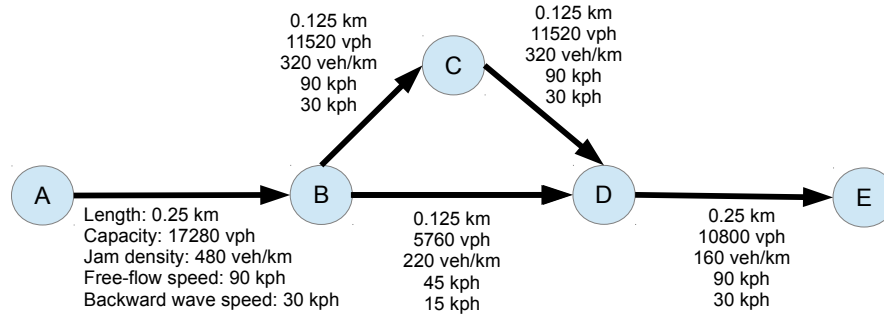 0.125 km
11520 vph
320 veh/km
90 kph
30 kph
C
0.125 km
11520 vph
320 veh/km
90 kph
30 kph
A
B
D
E
Length: 0.25 km
Capacity: 17280 vph
Jam density: 480 veh/km
Free-flow speed: 90 kph
Backward wave speed: 30 kph
0.125 km
5760 vph
220 veh/km
45 kph
15 kph
0.25 km
10800 vph
160 veh/km
90 kph
30 kph